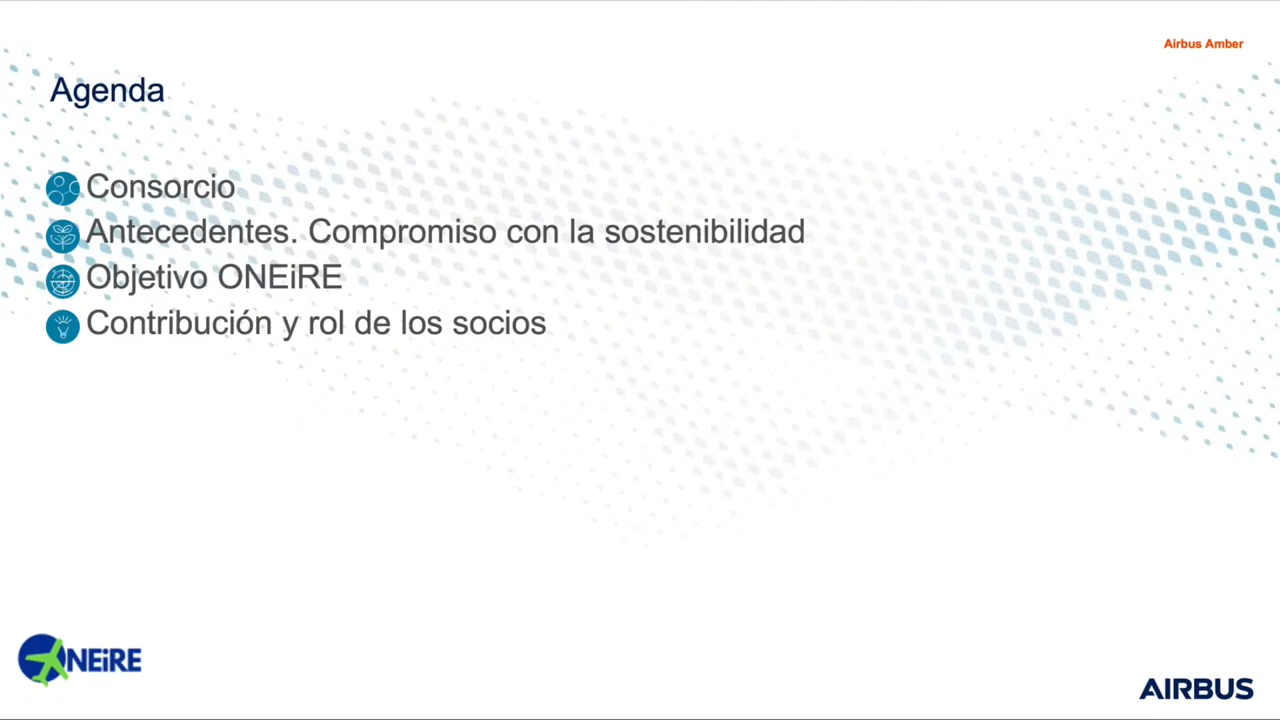 Airbus Amber
Agenda
Consorcio
Antecedentes. Compromiso con la sostenibilidad
Objetivo ONEiRE
Contribución y rol de los socios
ONEiRE
AIRBUS